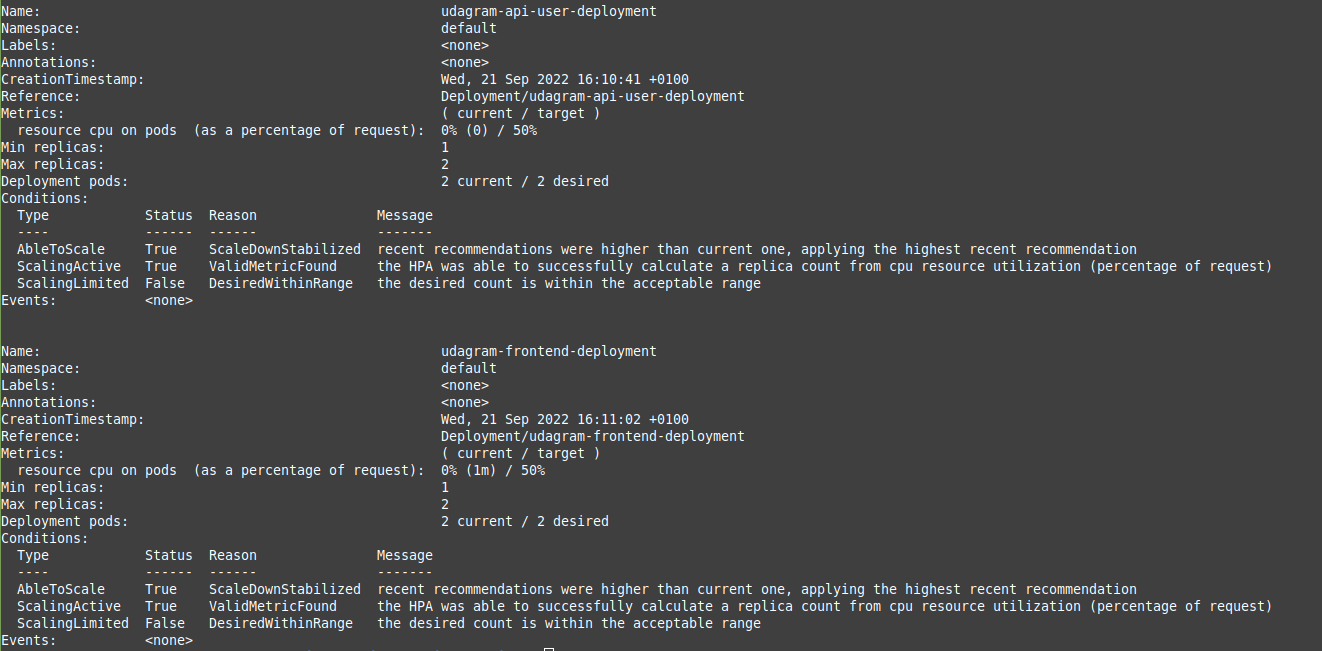 Name:                                                  udagram-api-user-deployment
Namespace:                                             default
Labels:                                                <none>
Annotations:                                           <none>
CreationTimestamp:                                     Wed, 21 Sep 2022 16:10:41 +0100
Reference:                                             Deployment/udagram-api-user-deployment
Metrics:                                               ( current / target )
  resource cpu on pods  (as a percentage of request):  0% (0) / 50%
Min replicas:                                          1
Max replicas:                                          2
Deployment pods:                                       2 current / 2 desired
Conditions:
  Type            Status  Reason               Message
  ----            ------  ------               -------
  AbleToScale     True    ScaleDownStabilized  recent recommendations were higher than current one, applying the highest recent recommendation
  ScalingActive   True    ValidMetricFound     the HPA was able to successfully calculate a replica count from cpu resource utilization (percentage of request)
  ScalingLimited  False   DesiredWithinRange   the desired count is within the acceptable range
Events:           <none>
Name:                                                  udagram-frontend-deployment
Namespace:                                             default
Labels:                                                <none>
Annotations:                                           <none>
CreationTimestamp:                                     Wed, 21 Sep 2022 16:11:02 +0100
Reference:                                             Deployment/udagram-frontend-deployment
Metrics:                                               ( current / target )
  resource cpu on pods  (as a percentage of request):  0% (1m) / 50%
Min replicas:                                          1
Max replicas:                                          2
Deployment pods:                                       2 current / 2 desired
Conditions:
  Type            Status  Reason               Message
  ----            ------  ------               -------
  AbleToScale     True    ScaleDownStabilized  recent recommendations were higher than current one, applying the highest recent recommendation
  ScalingActive   True    ValidMetricFound     the HPA was able to successfully calculate a replica count from cpu resource utilization (percentage of request)
  ScalingLimited  False   DesiredWithinRange   the desired count is within the acceptable range
Events:           <none>